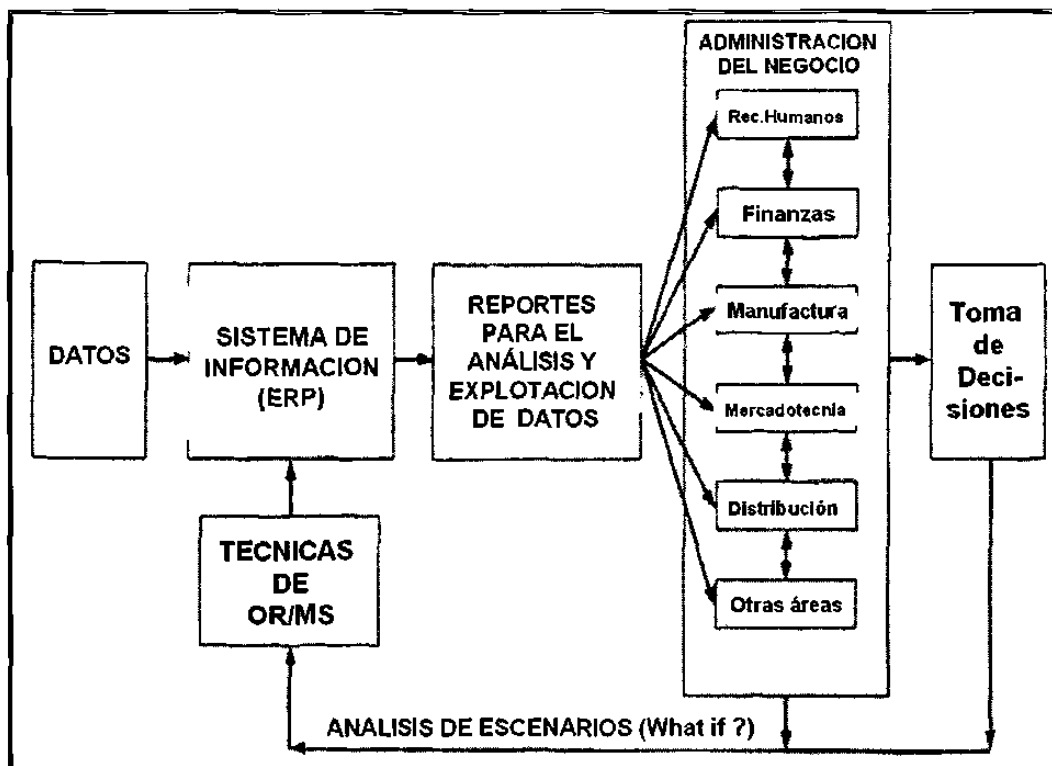 ADMINISTRACION
DEL NEGOCIO
Rec.Humanos
Finanzas
Manufactura
Mercadotecnia
Distribución
Otras áreas
DATOS
SISTEMA DE
INFORMACION
(ERP)
REPORTES
PARA EL
ANÁLISIS Y
EXPLOTACION
DE DATOS
Toma
de
Deci-
siones
TECNICAS
DE
OR/MS
ANALISIS DE ESCENARIOS (What if ?)